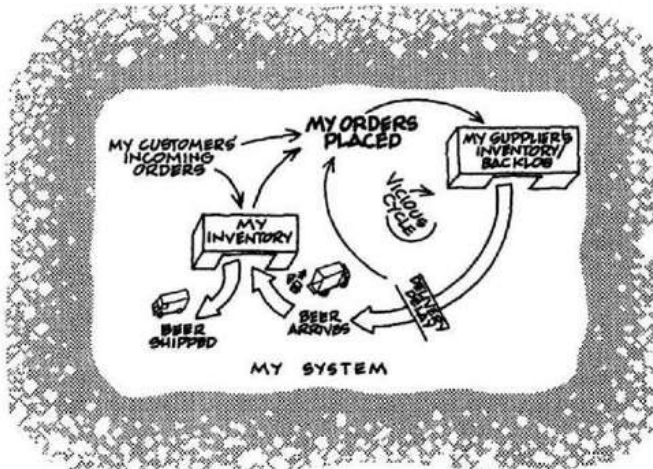 MY CUSTOMERS'
INCOMING
ORDERS
MY ORDERS
PLACED
MY SUPPLIER'S
INVENTORY/
BACKLOG
VICIOUS
CYCLE
MY
INVENTORY
BEER
SHIPPED
BEER
ARRIVES
DELIVERY
DELAY
MY SYSTEM